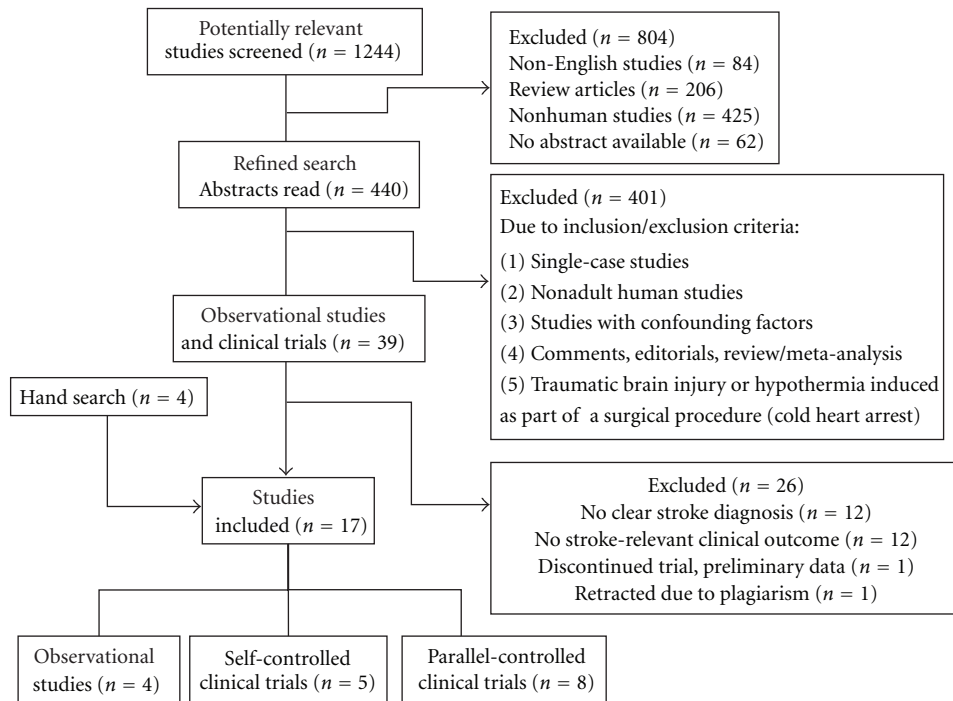 Potentially relevant
studies screened (n = 1244)
Excluded (n = 804)
Non-English studies (n = 84)
Review articles (n = 206)
Nonhuman studies (n = 425)
No abstract available (n = 62)
Refined search
Abstracts read (n = 440)
Excluded (n = 401)
Due to inclusion/exclusion criteria:
(1) Single-case studies
(2) Nonadult human studies
(3) Studies with confounding factors
(4) Comments, editorials, review/meta-analysis
(5) Traumatic brain injury or hypothermia induced
as part of a surgical procedure (cold heart arrest)
Observational studies
and clinical trials (n = 39)
Hand search (n = 4)
Excluded (n = 26)
No clear stroke diagnosis (n = 12)
No stroke-relevant clinical outcome (n = 12)
Discontinued trial, preliminary data (n = 1)
Retracted due to plagiarism (n = 1)
Studies
included (n = 17)
Observational
studies (n = 4)
Self-controlled
clinical trials (n = 5)
Parallel-controlled
clinical trials (n = 8)